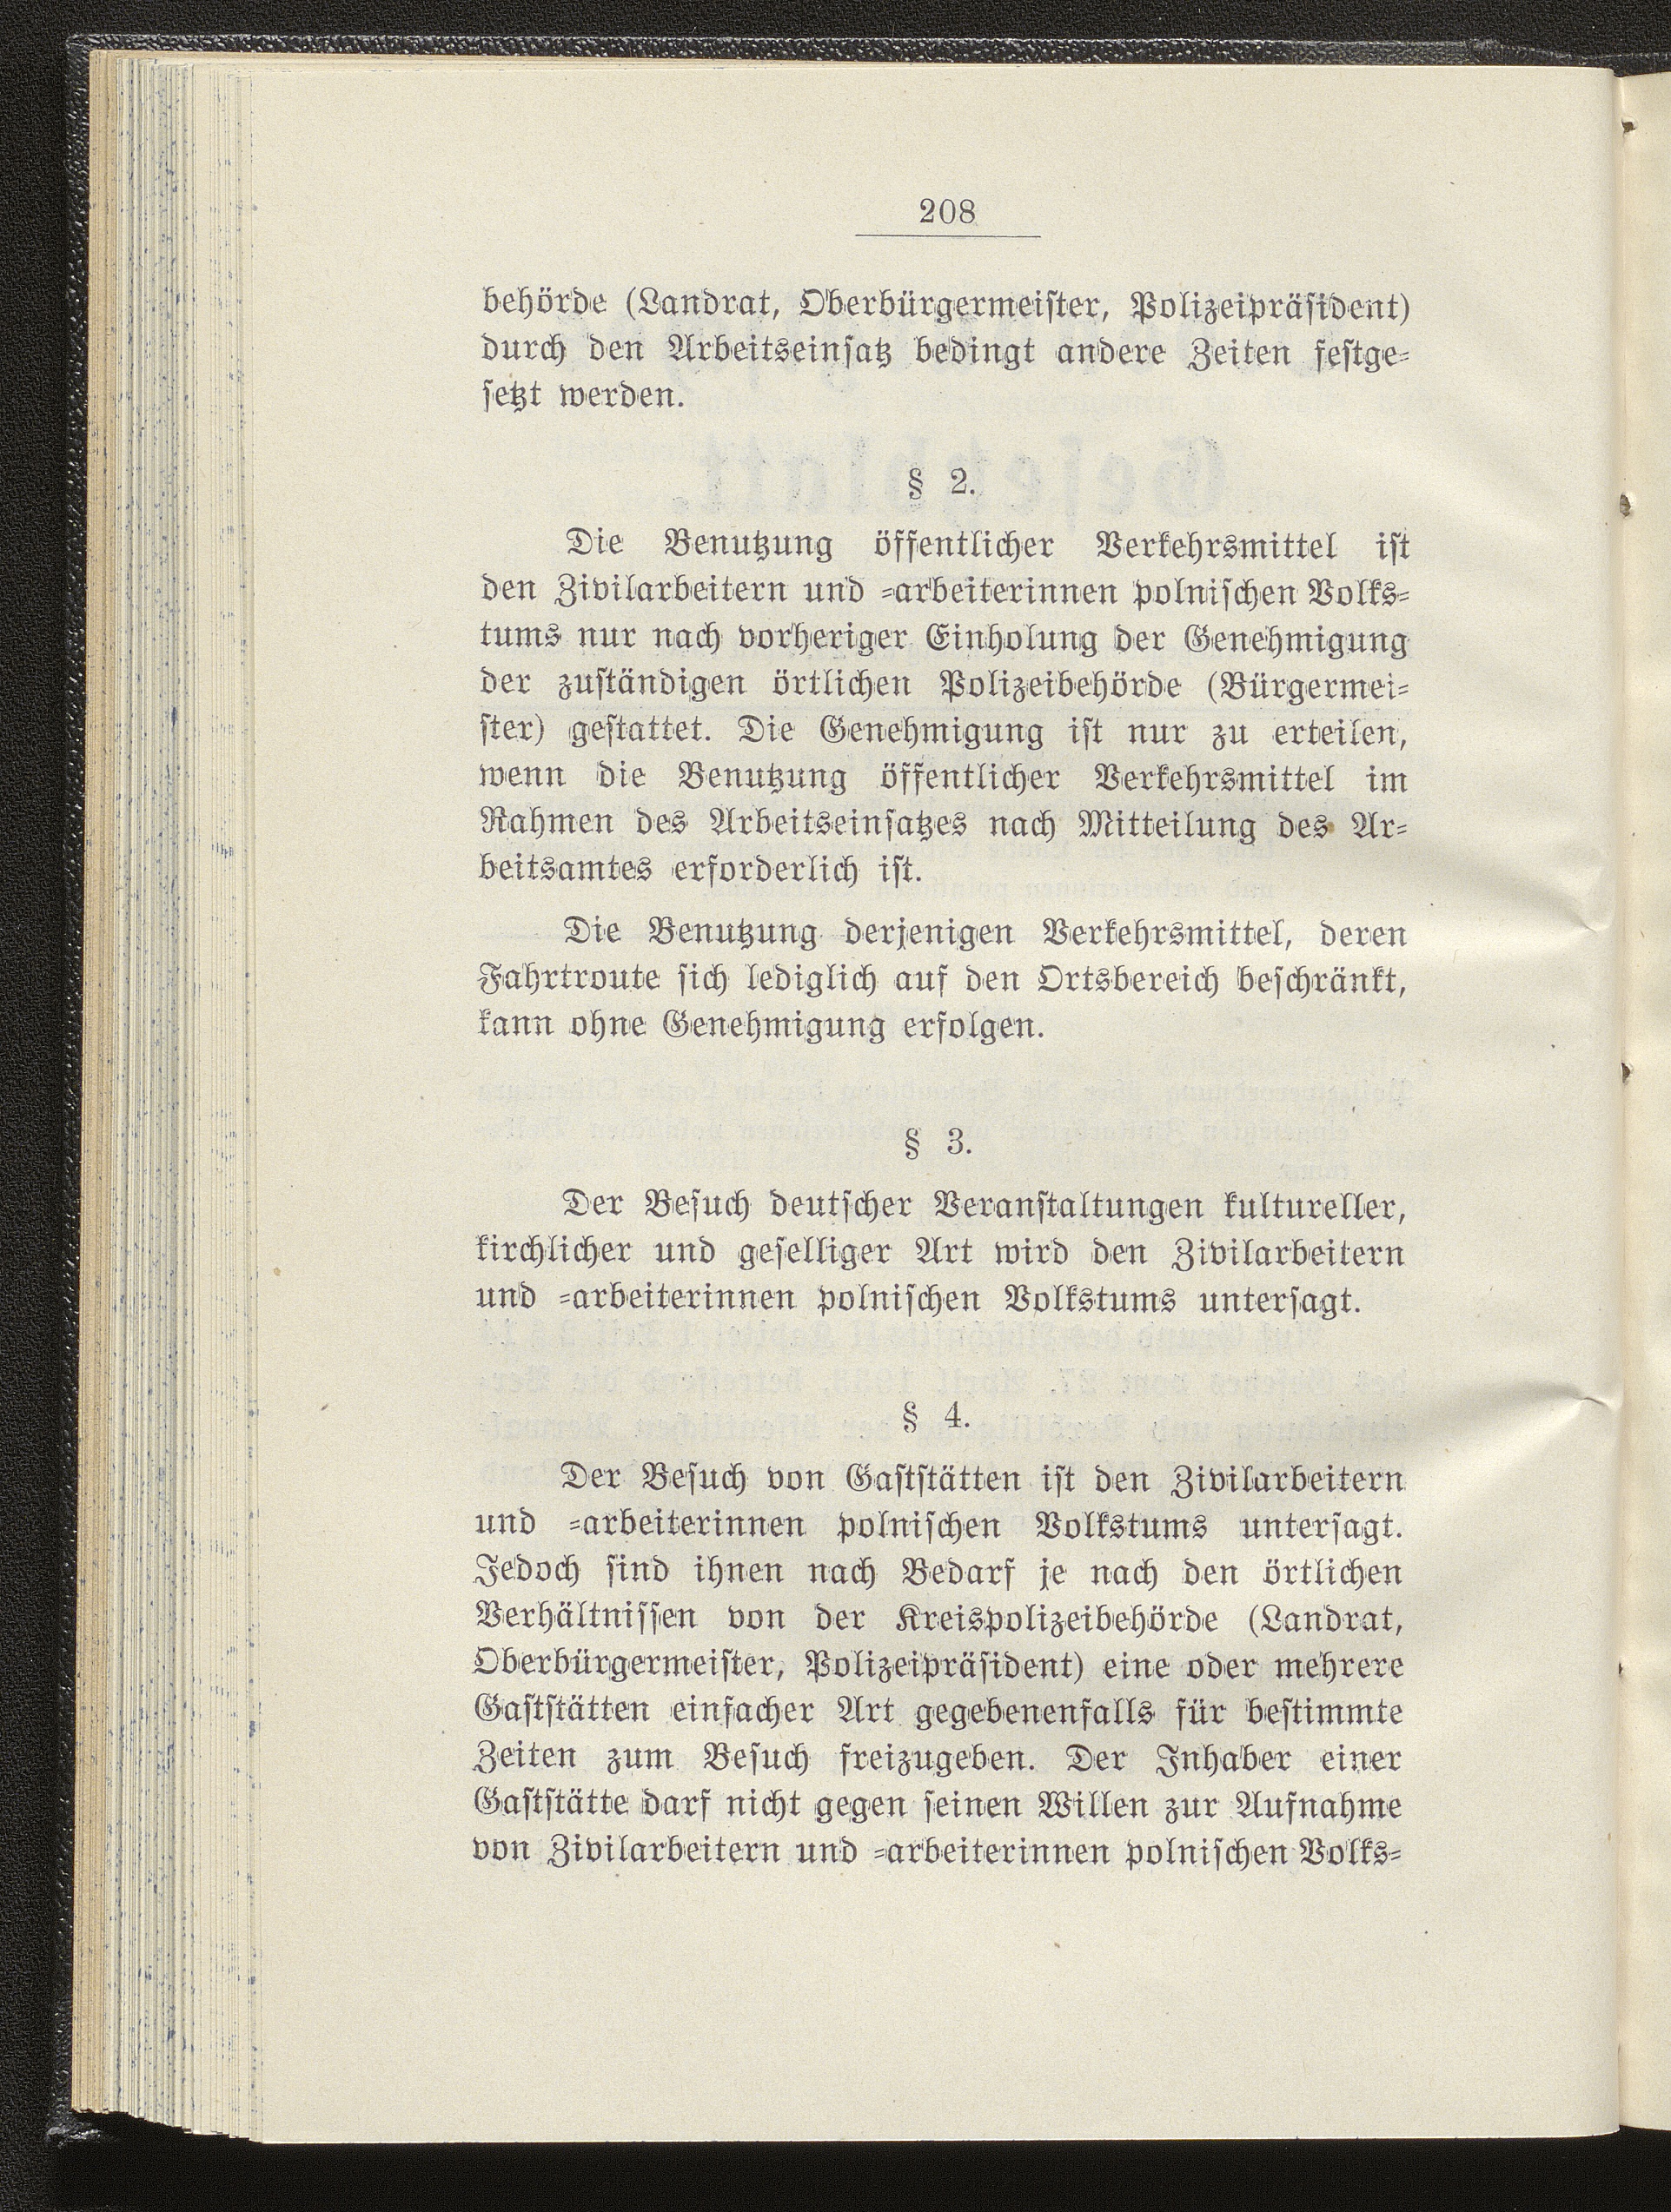 208
behörde (Landrat, Oberbürgermeister, Polizeipräsident)
durch den Arbeitseinsatz bedingt andere Zeiten festge-
setzt werden.
§ 2.
Die Benutzung öffentlicher Verkehrsmittel ist
den Zivilarbeitern und -arbeiterinnen polnischen Volks-
tums nur nach vorheriger Einholung der Genehmigung
der zuständigen örtlichen Polizeibehörde (Bürgermei-
ster) gestattet. Die Genehmigung ist nur zu erteilen,
wenn die Benutzung öffentlicher Verkehrsmittel im
Rahmen des Arbeitseinsatzes nach Mitteilung des Ar-
beitsamtes erforderlich ist.
Die Benutzung derjenigen Verkehrsmittel, deren
Fahrtroute sich lediglich auf den Ortsbereich beschränkt,
kann ohne Genehmigung erfolgen.
§ 3.
Der Besuch deutscher Veranstaltungen kultureller,
kirchlicher und geselliger Art wird den Zivilarbeitern
und -arbeiterinnen polnischen Volkstums untersagt.
§ 4.
Der Besuch von Gaststätten ist den Zivilarbeitern
und -arbeiterinnen polnischen Volkstums untersagt.
Jedoch sind ihnen nach Bedarf je nach den örtlichen
Verhältnissen von der Kreispolizeibehörde (Landrat,
Oberbürgermeister, Polizeipräsident) eine oder mehrere
Gaststätten einfacher Art gegebenenfalls für bestimmte
Zeiten zum Besuch freizugeben. Der Inhaber einer
Gaststätte darf nicht gegen seinen Willen zur Aufnahme
von Zivilarbeitern und -arbeiterinnen polnischen Volks-